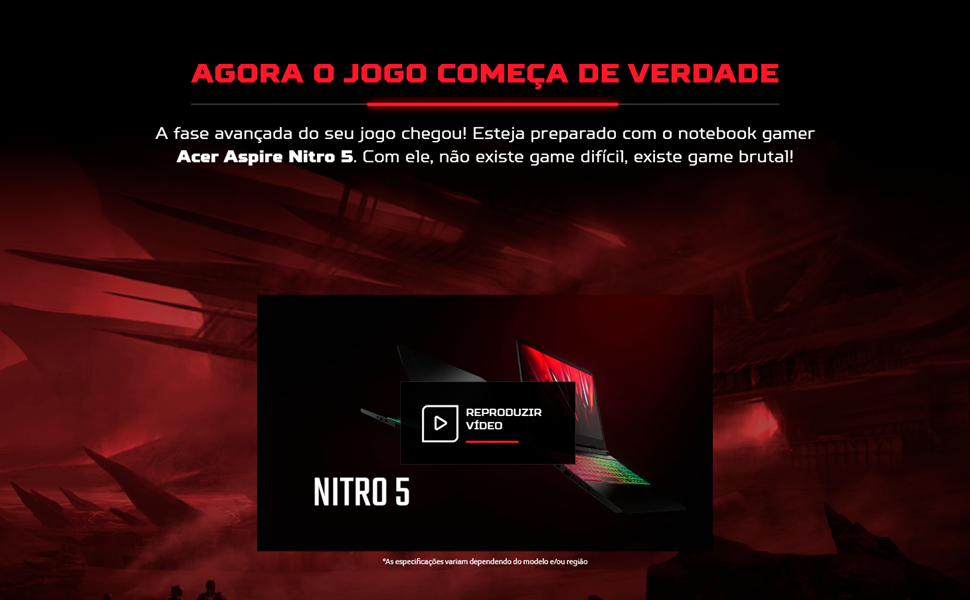 AGORA O JOGO COMEÇA DE VERDADE
A fase avançada do seu jogo chegou! Esteja preparado com o notebook gamer
Acer Aspire Nitro 5. Com ele, não existe game difícil, existe game brutal!
REPRODUZIR
VÍDEO
NITRO 5
*As especificações variam dependendo do modelo e/ou região